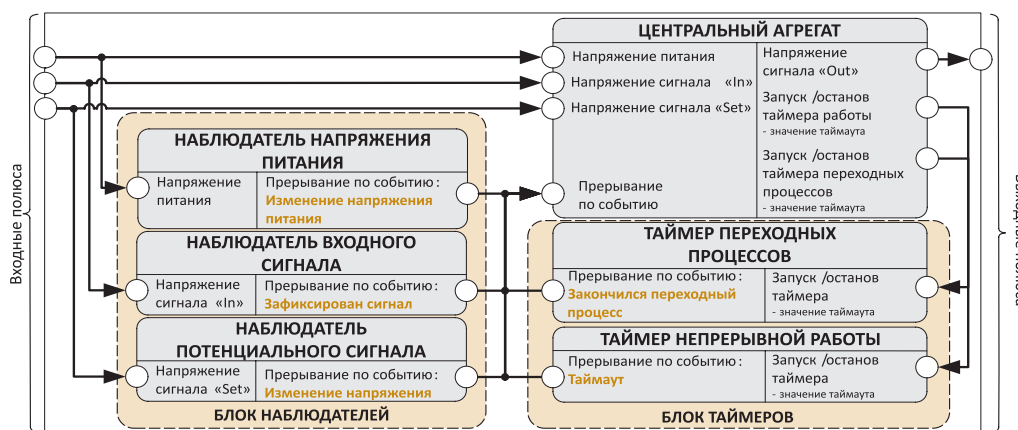 ЦЕНТРАЛЬНЫЙ АГРЕГАТ
Напряжение питания
Напряжение сигнала «In»
Напряжение сигнала «Set»
Прерывание
по событию
Напряжение
сигнала «Out»
Запуск /останов
таймера работы
- значение таймаута
Запуск /останов
таймера переходных
процессов
- значение таймаута
Входные полюса
НАБЛЮДАТЕЛЬ НАПРЯЖЕНИЯ
ПИТАНИЯ
Напряжение
питания
Прерывание по событию :
Изменение напряжения
питания
НАБЛЮДАТЕЛЬ ВХОДНОГО
СИГНАЛА
Напряжение
сигнала «In»
Прерывание по событию :
Зафиксирован сигнал
НАБЛЮДАТЕЛЬ
ПОТЕНЦИАЛЬНОГО СИГНАЛА
Напряжение
сигнала «Set»
Прерывание по событию :
Изменение напряжения
БЛОК НАБЛЮДАТЕЛЕЙ
ТАЙМЕР ПЕРЕХОДНЫХ
ПРОЦЕССОВ
Прерывание по событию :
Закончился переходный
процесс
Запуск /останов
таймера
- значение таймаута
ТАЙМЕР НЕПРЕРЫВНОЙ РАБОТЫ
Прерывание по событию :
Таймаут
Запуск /останов
таймера
- значение таймаута
БЛОК ТАЙМЕРОВ